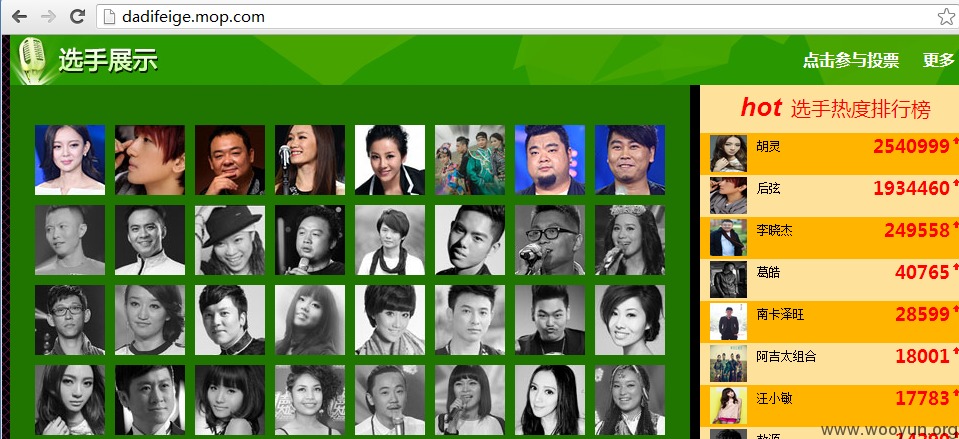 dadifeige.mop.com
选手展示
点击参与投票 更多
hot 选手热度排行榜
胡灵 2540999
后弦 1934460
李晓杰 249558
葛皓 40765
南卡泽旺 28599
阿吉太组合 18001
汪小敏 17783
www.wooyun.org